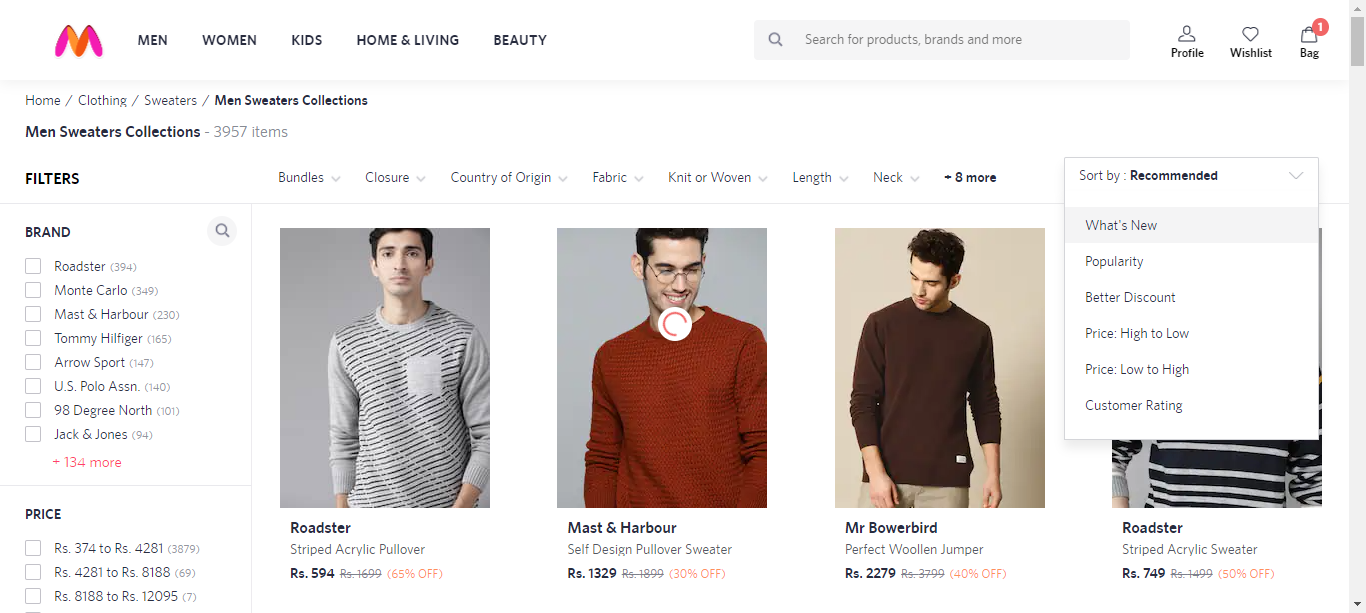 MEN WOMEN KIDS HOME & LIVING BEAUTY
Search for products, brands and more
Profile Wishlist Bag 1
Home / Clothing / Sweaters / Men Sweaters Collections
Men Sweaters Collections - 3957 items
FILTERS
Bundles Closure Country of Origin Fabric Knit or Woven Length Neck + 8 more
Sort by : Recommended
What's New
Popularity
Better Discount
Price: High to Low
Price: Low to High
Customer Rating
BRAND
Roadster (394)
Monte Carlo (349)
Mast & Harbour (230)
Tommy Hilfiger (165)
Arrow Sport (147)
U.S. Polo Assn. (140)
98 Degree North (101)
Jack & Jones (94)
+ 134 more
PRICE
Rs. 374 to Rs. 4281 (3879)
Rs. 4281 to Rs. 8188 (69)
Rs. 8188 to Rs. 12095 (7)
Roadster
Striped Acrylic Pullover
Rs. 594 Rs. 1699 (65% OFF)
Mast & Harbour
Self Design Pullover Sweater
Rs. 1329 Rs. 1899 (30% OFF)
Mr Bowerbird
Perfect Woollen Jumper
Rs. 2279 Rs. 3799 (40% OFF)
Roadster
Striped Acrylic Sweater
Rs. 749 Rs. 1499 (50% OFF)